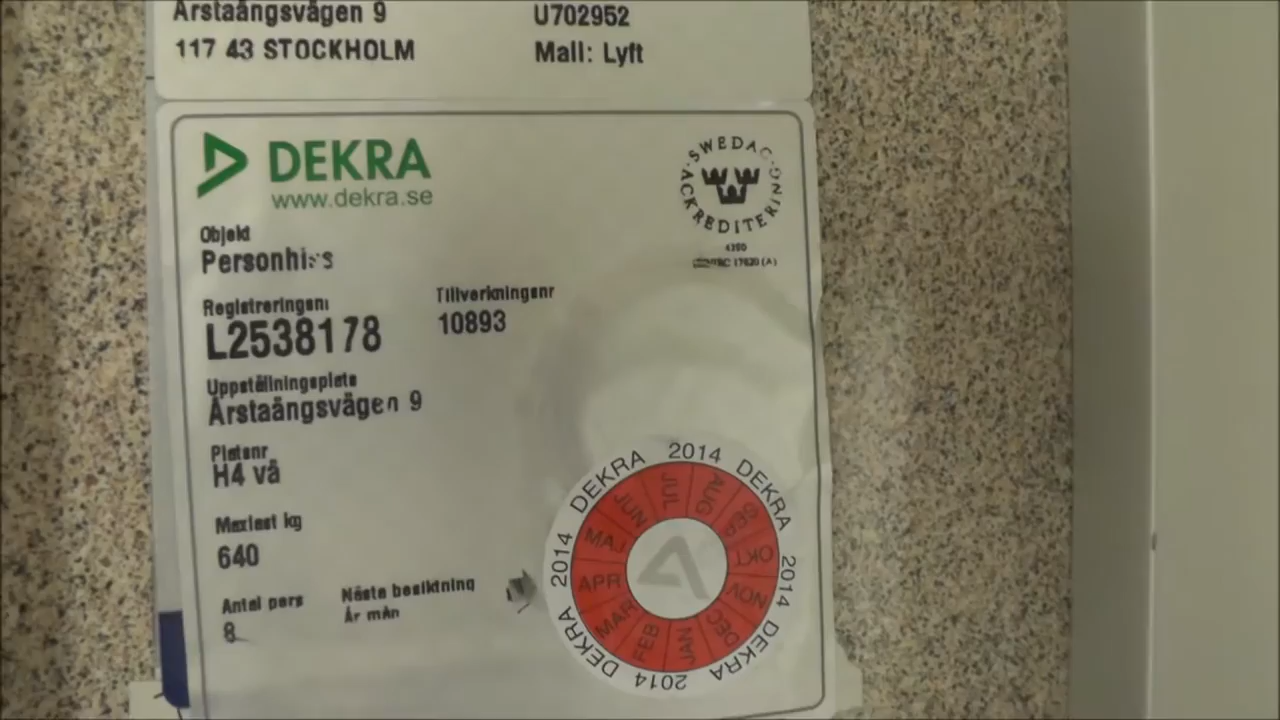 Årstaängsvägen 9
U702952
117 43 STOCKHOLM
Mall: Lyft
DEKRA
www.dekra.se
SWEDAC ACKREDITERING
Objekt
Registreringsnr
Tillverkningsnr
L2538178
10893
Uppställningsplats
Årstaängsvägen 9
Platsnr
H4 vå
Maxlast kg
640
Antal pers
Nästa besiktning
8
År mån
2014 DEKRA 2014 DEKRA 2014 DEKRA 2014 DEKRA
JAN FEB MAR APR MAJ JUN JUL AUG SEP OKT NOV DEC